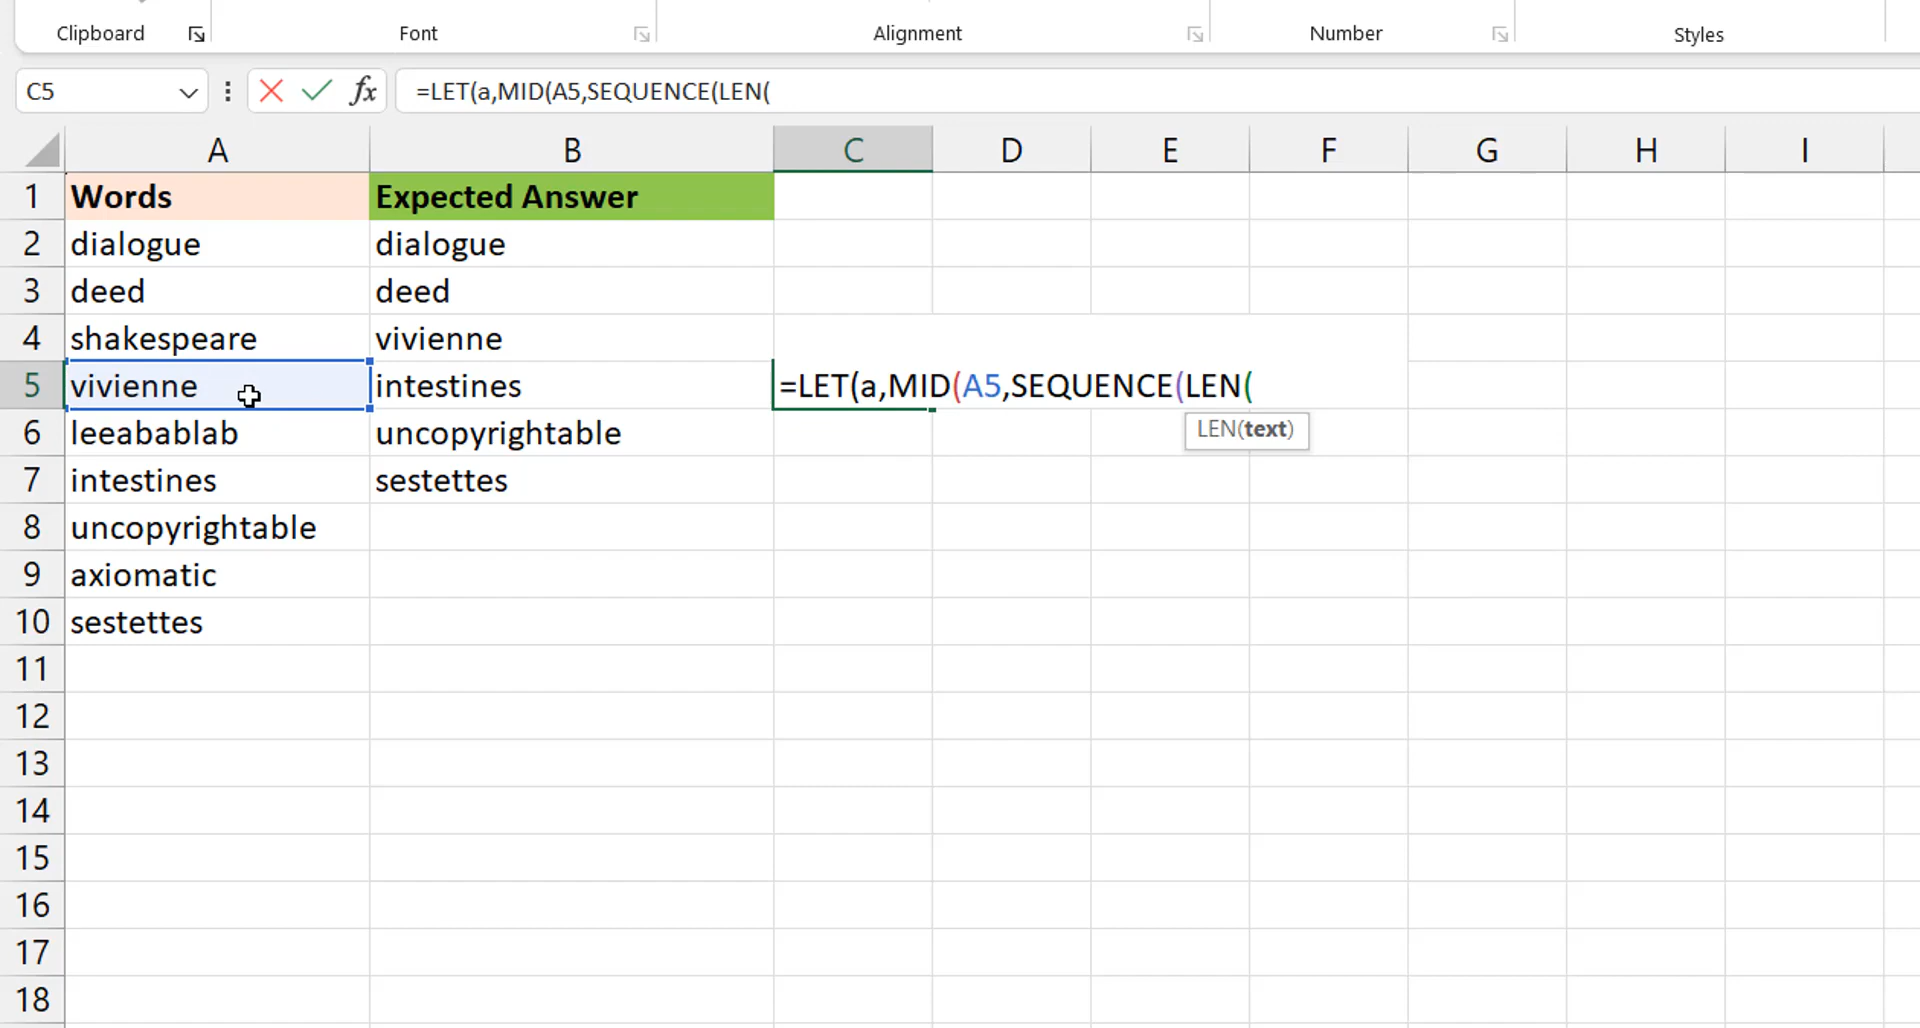 Clipboard Font Alignment Number Styles
C5 fx =LET(a,MID(A5,SEQUENCE(LEN(
A B C D E F G H I
1 Words Expected Answer
2 dialogue dialogue
3 deed deed
4 shakespeare vivienne
5 vivienne intestines =LET(a,MID(A5,SEQUENCE(LEN(
LEN(text)
6 leeabablab uncopyrightable
7 intestines sestettes
8 uncopyrightable
9 axiomatic
10 sestettes
11
12
13
14
15
16
17
18